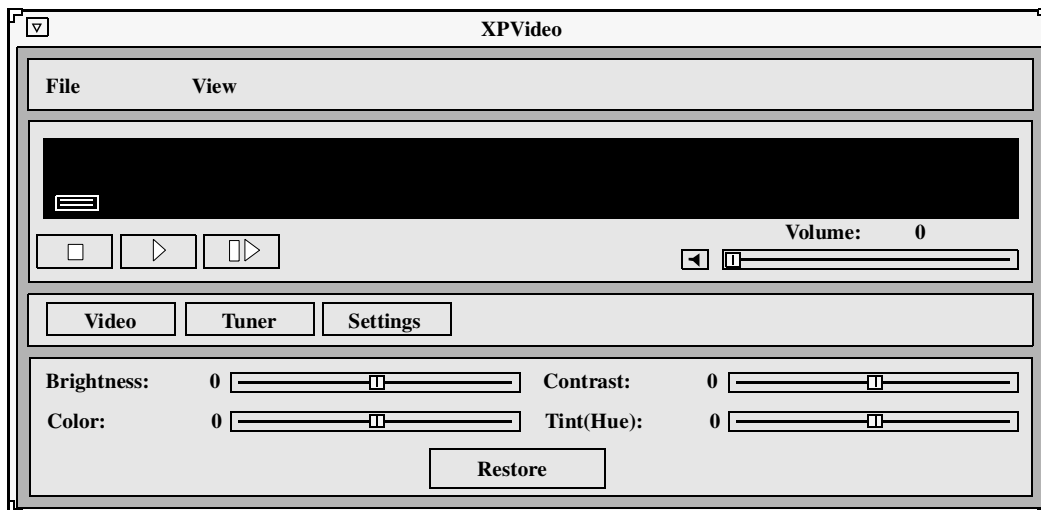 XPVideo
File View
Volume: 0
Video Tuner Settings
Brightness: 0 Contrast: 0
Color: 0 Tint(Hue): 0
Restore